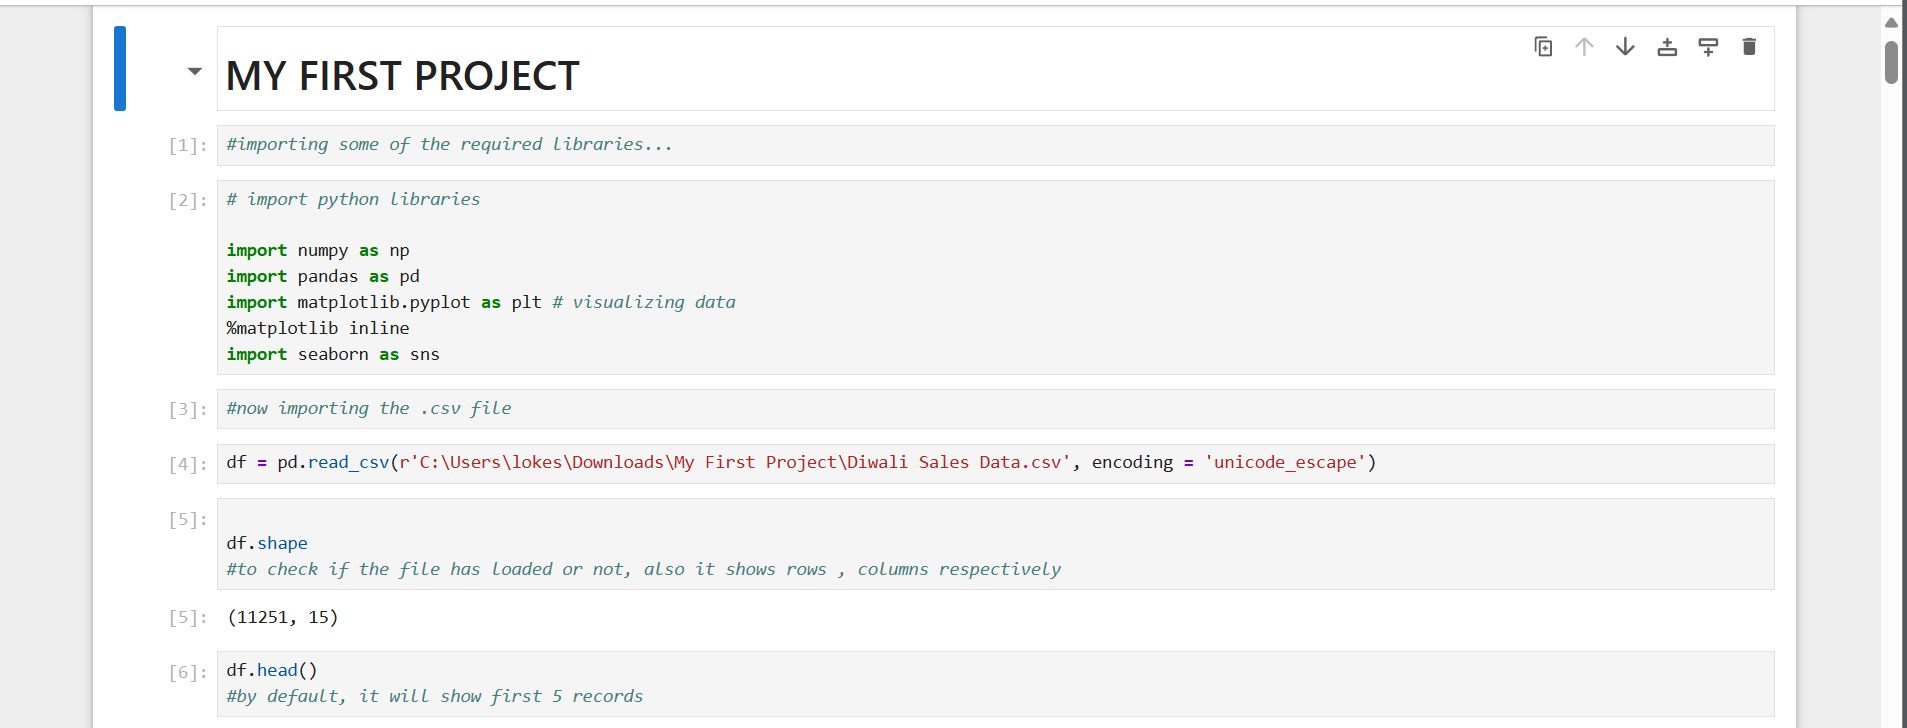 MY FIRST PROJECT
[1]: #importing some of the required libraries...
[2]: # import python libraries
import numpy as np
import pandas as pd
import matplotlib.pyplot as plt # visualizing data
%matplotlib inline
import seaborn as sns
[3]: #now importing the .csv file
[4]: df = pd.read_csv(r'C:\Users\lokes\Downloads\My First Project\Diwali Sales Data.csv', encoding = 'unicode_escape')
[5]:
df.shape
#to check if the file has loaded or not, also it shows rows , columns respectively
[5]: (11251, 15)
[6]: df.head()
#by default, it will show first 5 records